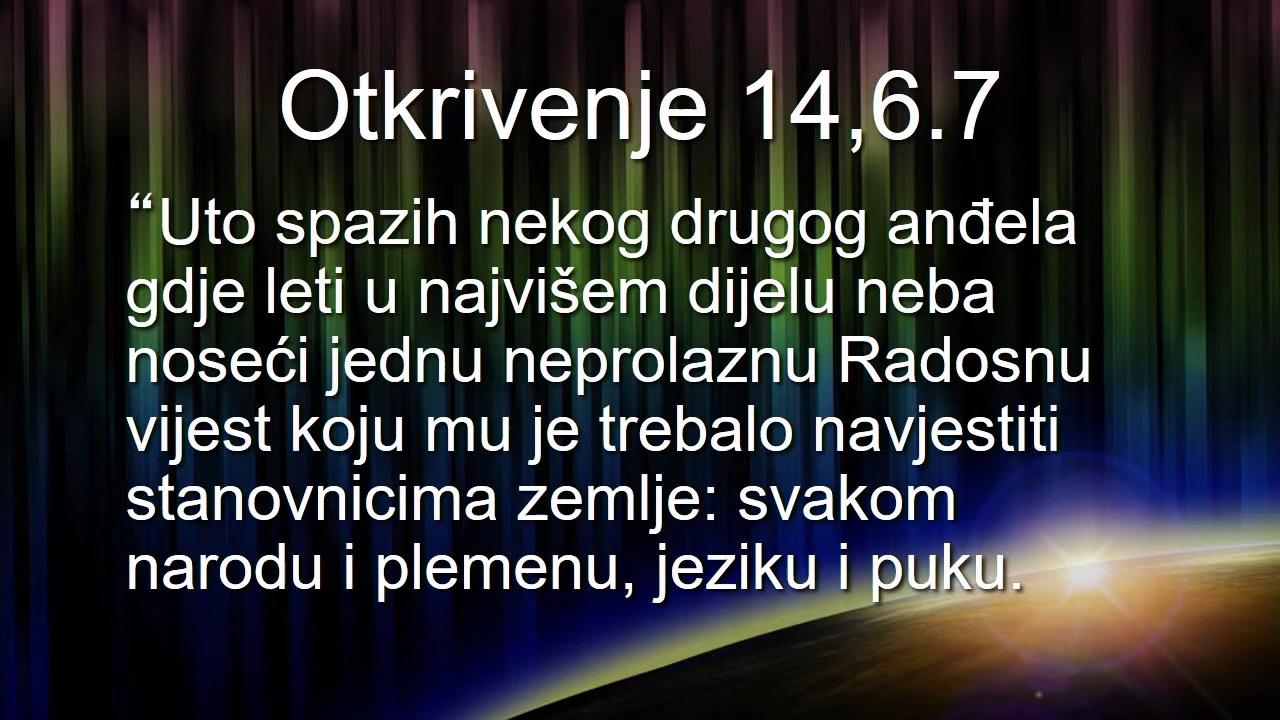 Otkrivenje 14,6.7
“Uto spazih nekog drugog anđela
gdje leti u najvišem dijelu neba
noseći jednu neprolaznu Radosnu
vijest koju mu je trebalo navjestiti
stanovnicima zemlje: svakom
narodu i plemenu, jeziku i puku.